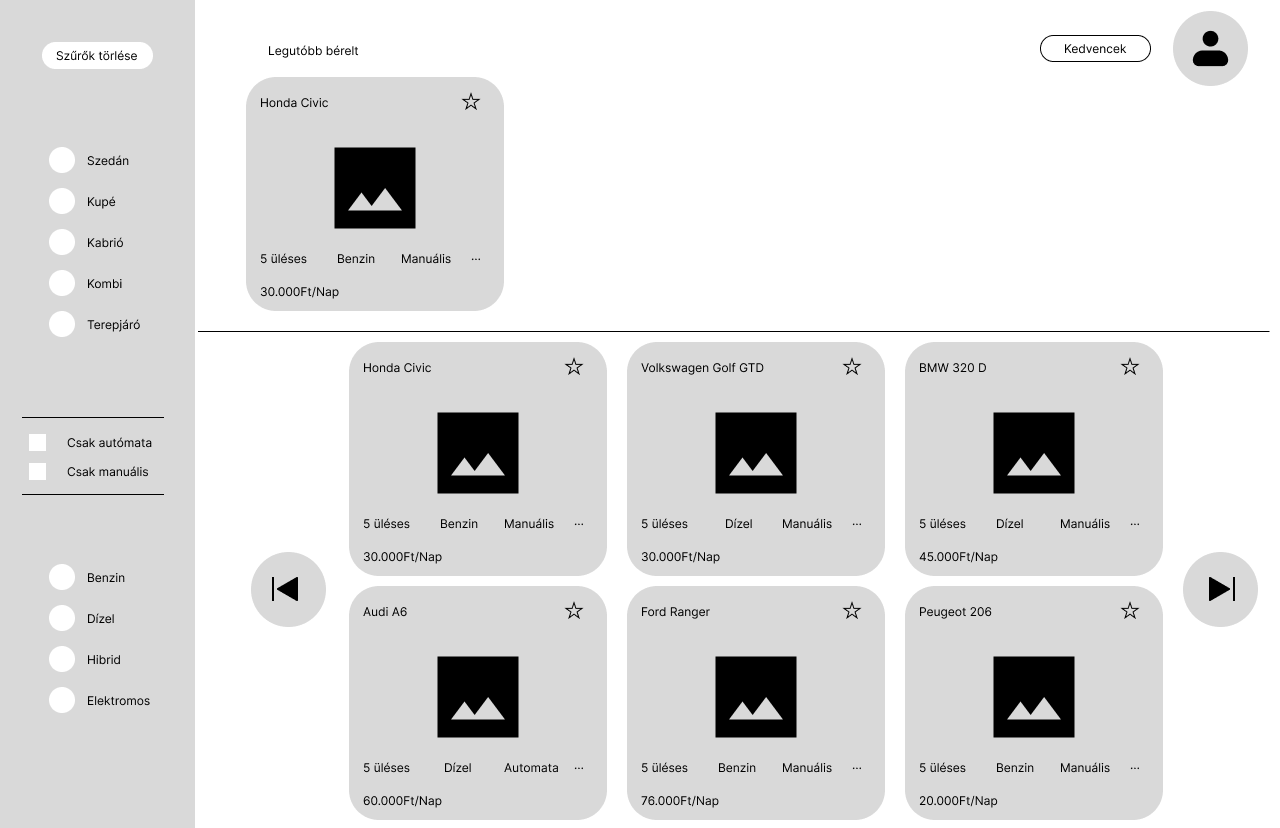 Szűrők törlése
Szedán
Kupé
Kabrió
Kombi
Terepjáró
Csak autómata
Csak manuális
Benzin
Dízel
Hibrid
Elektromos
Legutóbb bérelt
Kedvencek
Honda Civic
5 üléses Benzin Manuális ...
30.000Ft/Nap
Honda Civic
5 üléses Benzin Manuális ...
30.000Ft/Nap
Volkswagen Golf GTD
5 üléses Dízel Manuális ...
30.000Ft/Nap
BMW 320 D
5 üléses Dízel Manuális ...
45.000Ft/Nap
Audi A6
5 üléses Dízel Automata ...
60.000Ft/Nap
Ford Ranger
5 üléses Benzin Manuális ...
76.000Ft/Nap
Peugeot 206
5 üléses Benzin Manuális ...
20.000Ft/Nap